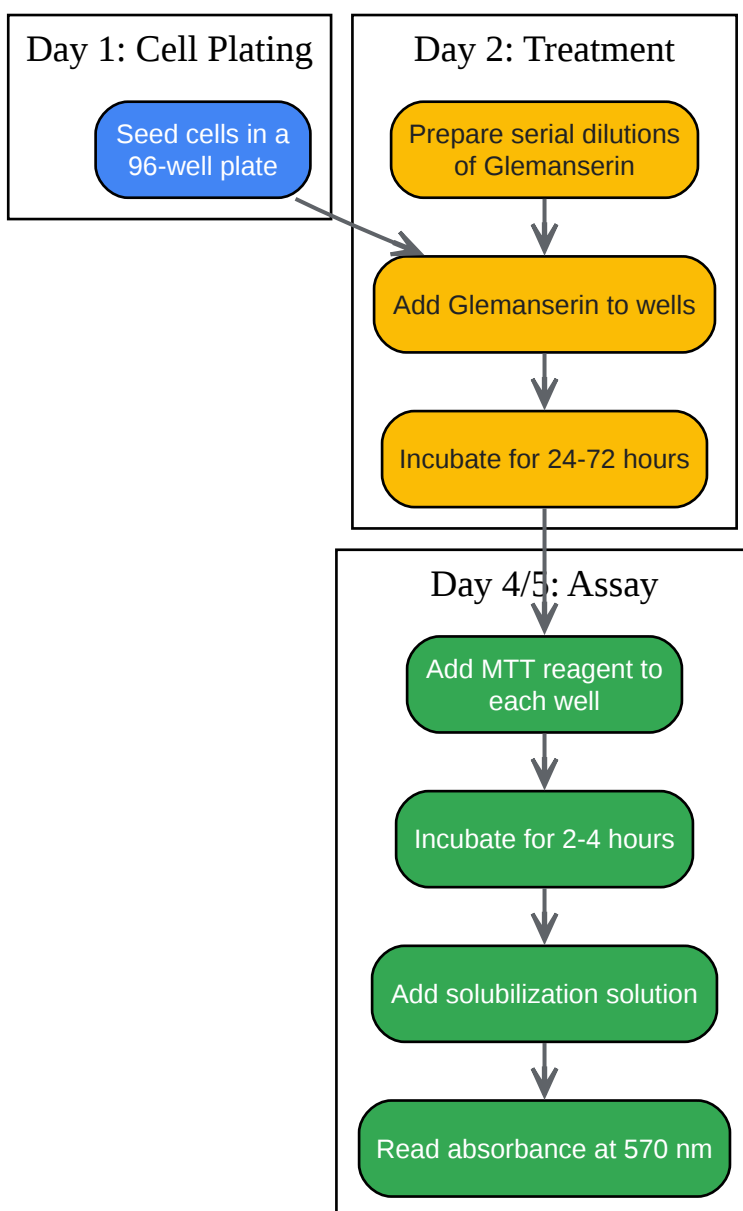 Day 1: Cell Plating
Seed cells in a
96-well plate
Day 2: Treatment
Prepare serial dilutions
of Glemanserin
Add Glemanserin to wells
Incubate for 24-72 hours
Day 4/5: Assay
Add MTT reagent to
each well
Incubate for 2-4 hours
Add solubilization solution
Read absorbance at 570 nm